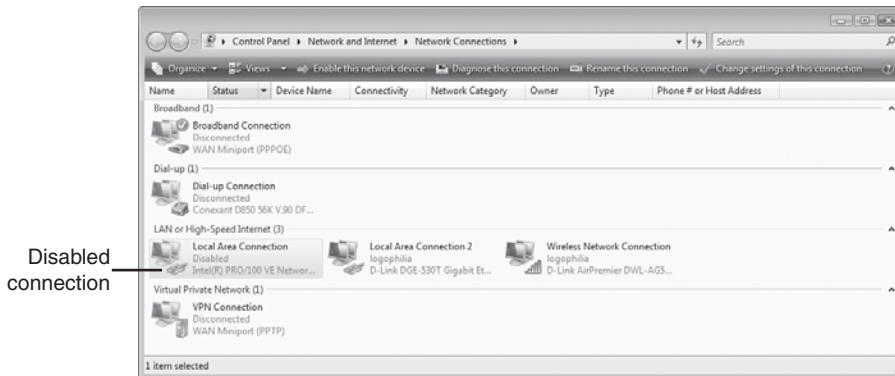 Control Panel Network and Internet Network Connections Search
Organize Views Enable this network device Diagnose this connection Rename this connection Change settings of this connection
Name Status Device Name Connectivity Network Category Owner Type Phone # or Host Address
Broadband (1)
Broadband Connection
Disconnected
WAN Miniport (PPPOE)
Dial-up (1)
Dial-up Connection
Disconnected
Conexant D850 56K V.90 DF...
LAN or High-Speed Internet (3)
Local Area Connection
Disabled
Intel(R) PRO/100 VE Networ...
Local Area Connection 2
logophilia
D-Link DGE-530T Gigabit Et...
Wireless Network Connection
logophilia
D-Link AirPremier DWL-AG5...
Disabled
connection
Virtual Private Network (1)
VPN Connection
Disconnected
WAN Miniport (PPTP)
1 item selected